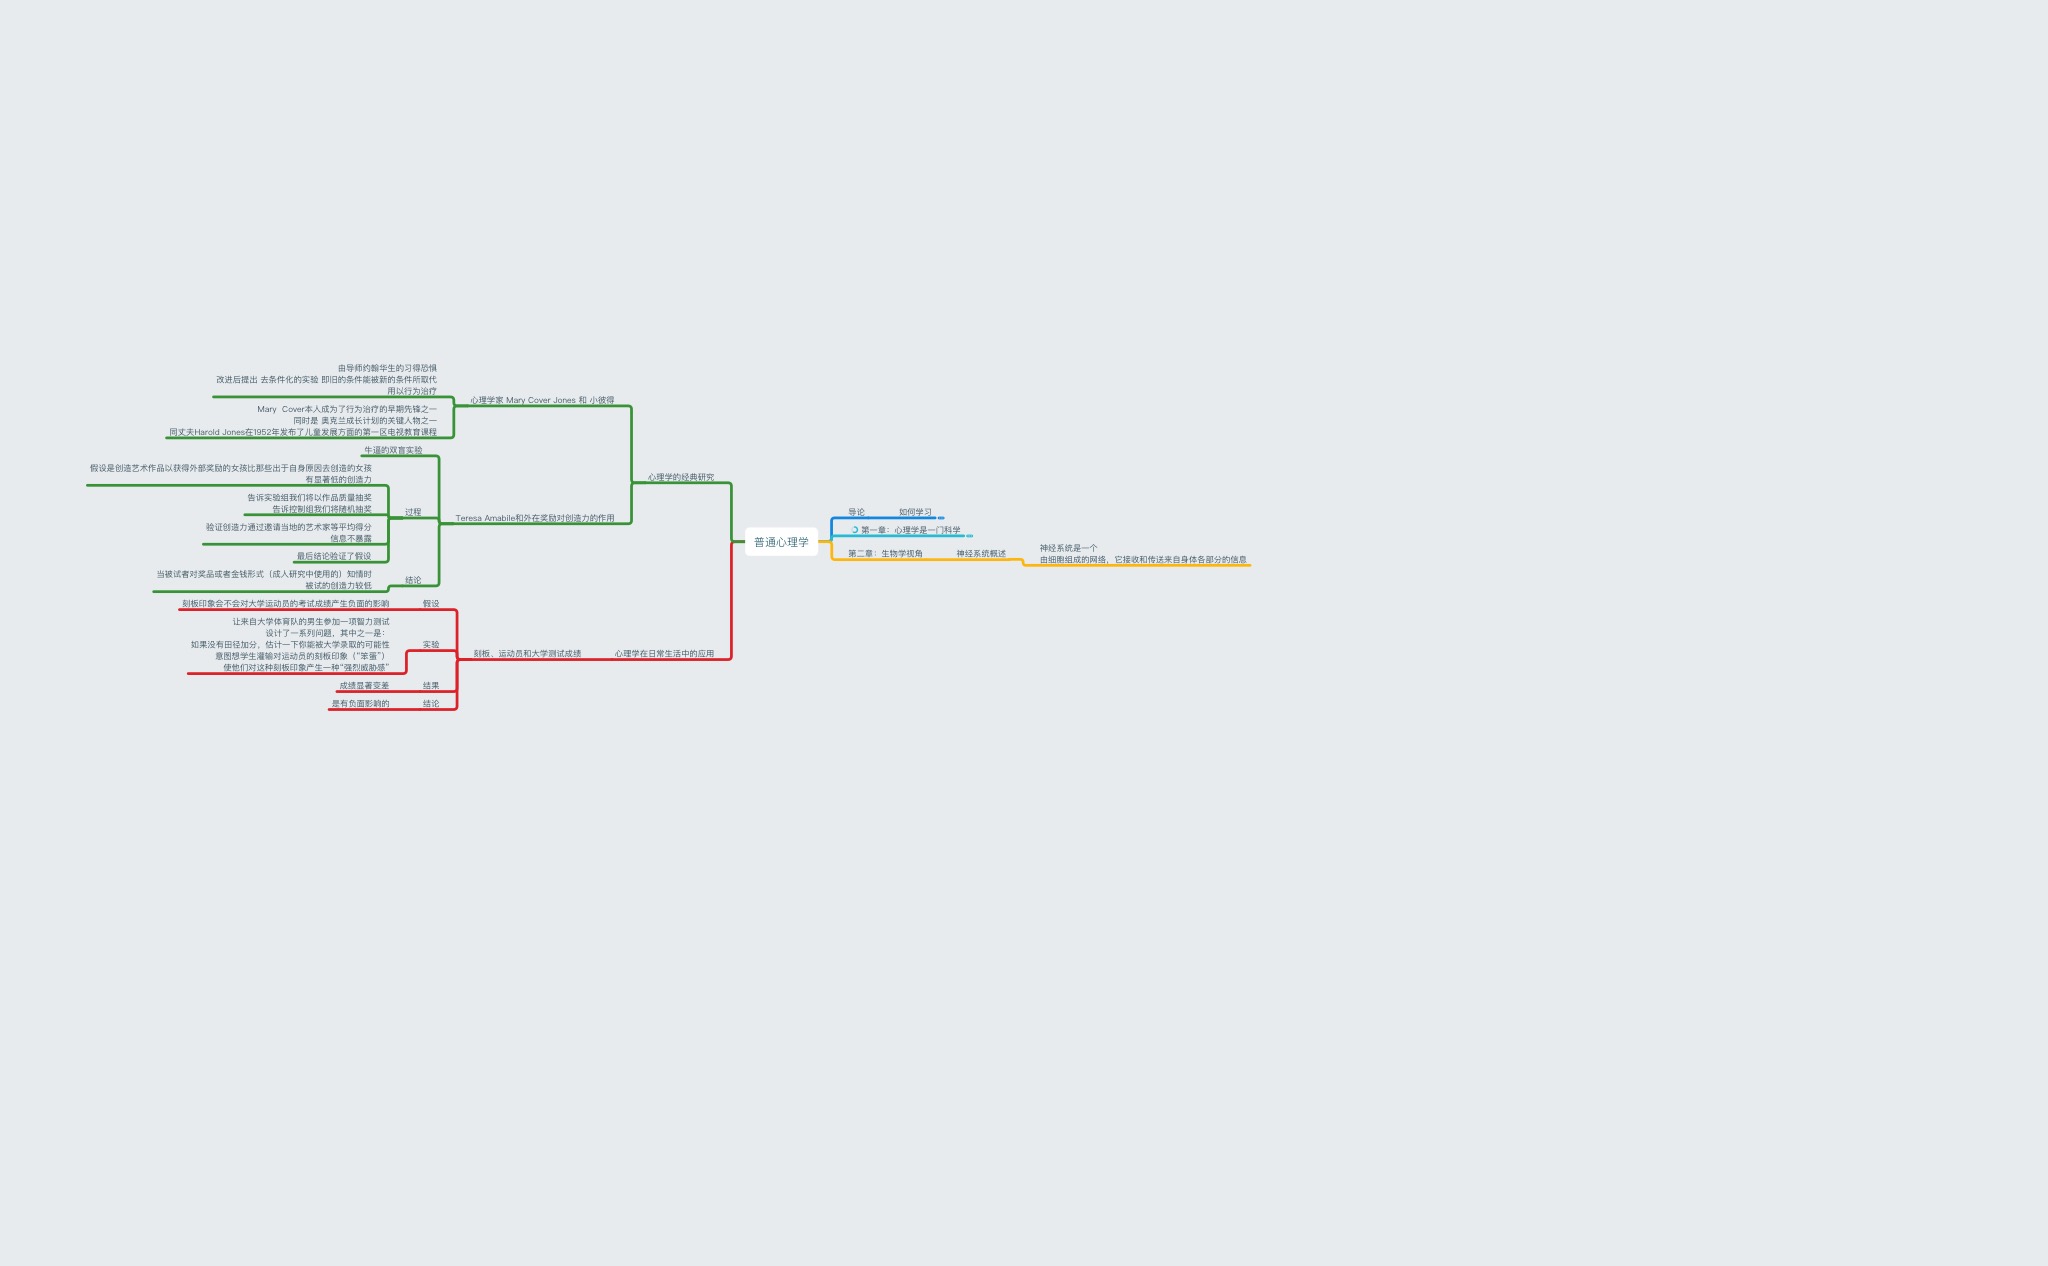 普通心理学
导论
如何学习
第一章：心理学是一门科学
第二章：生物学视角
神经系统概述
神经系统是一个
由细胞组成的网络，它接收和传送来自身体各部分的信息
心理学的经典研究
心理学家 Mary Cover Jones 和 小彼得
由导师约翰华生的习得恐惧
改进后提出 去条件化的实验 即旧的条件能被新的条件所取代
用以行为治疗
Mary  Cover本人成为了行为治疗的早期先锋之一
同时是 奥克兰成长计划的关键人物之一
同丈夫Harold Jones在1952年发布了儿童发展方面的第一区电视教育课程
Teresa Amabile和外在奖励对创造力的作用
牛逼的双盲实验
过程
假设是创造艺术作品以获得外部奖励的女孩比那些出于自身原因去创造的女孩
有显著低的创造力
告诉实验组我们将以作品质量抽奖
告诉控制组我们将随机抽奖
验证创造力通过邀请当地的艺术家等平均得分
信息不暴露
最后结论验证了假设
结论
当被试者对奖品或者金钱形式（成人研究中使用的）知情时
被试的创造力较低
心理学在日常生活中的应用
刻板、运动员和大学测试成绩
假设
刻板印象会不会对大学运动员的考试成绩产生负面的影响
实验
让来自大学体育队的男生参加一项智力测试
设计了一系列问题，其中之一是：
如果没有田径加分，估计一下你能被大学录取的可能性
意图想学生灌输对运动员的刻板印象（“笨蛋”）
使他们对这种刻板印象产生一种“强烈威胁感”
结果
成绩显著变差
结论
是有负面影响的